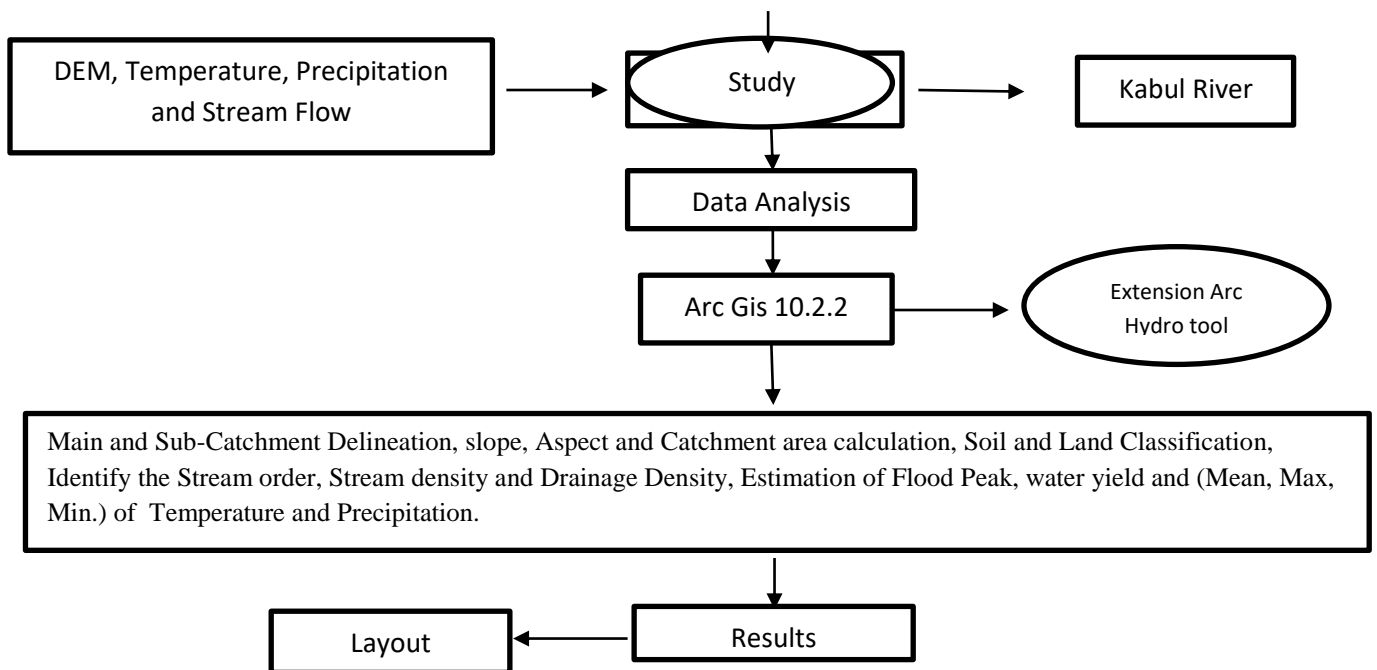 DEM, Temperature, Precipitation
and Stream Flow
Study
Kabul River
Data Analysis
Arc Gis 10.2.2
Extension Arc
Hydro tool
Main and Sub-Catchment Delineation, slope, Aspect and Catchment area calculation, Soil and Land Classification,
Identify the Stream order, Stream density and Drainage Density, Estimation of Flood Peak, water yield and (Mean, Max,
Min.) of Temperature and Precipitation.
Layout
Results